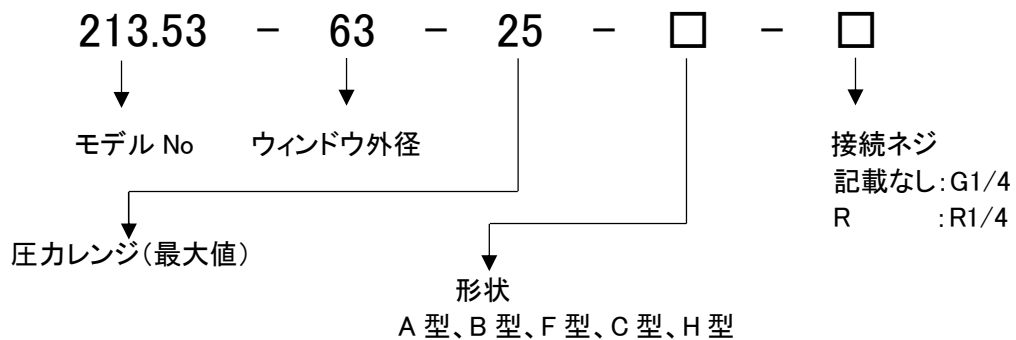 213.53 － 63 － 25 － □ － □
モデル No
ウィンドウ外径
接続ネジ
記載なし：G1/4
R ：R1/4
圧力レンジ（最大値）
形状
A 型、B 型、F 型、C 型、H 型